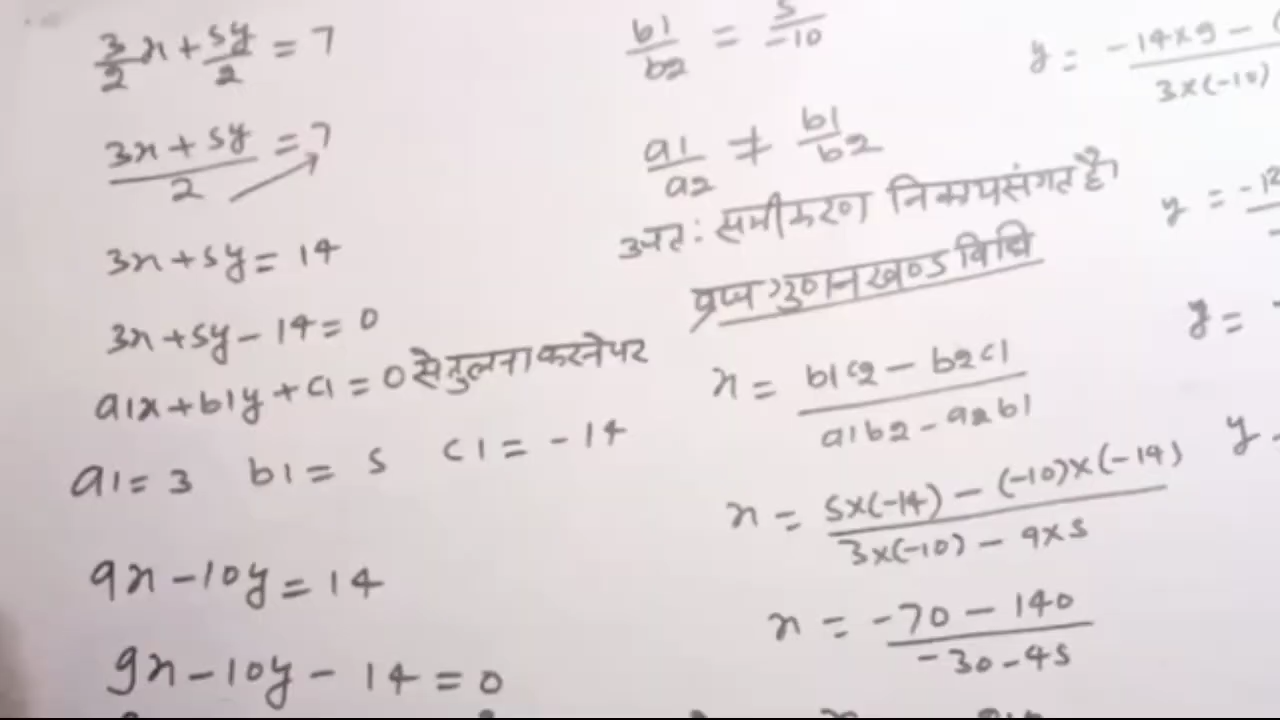 3/2 x + 5y/2 = 7
3x + 5y/2 = 7
3x + 5y = 14
3x + 5y - 14 = 0
a1x + b1y + c1 = 0 से तुलना करने पर
a1 = 3 b1 = 5 c1 = -14
9x - 10y = 14
9x - 10y - 14 = 0
b1/b2 = 5/-10
a1/a2 ≠ b1/b2
अतः समीकरण निकाय संगत है।
वज्र गुणनखण्ड विधि
x = b1c2 - b2c1/a1b2 - a2b1
x = 5×(-14) - (-10)×(-14)/3×(-10) - 9×5
x = -70 - 140/-30 - 45
y = -14×9 -/3×(-10)
y = -12
y =
y